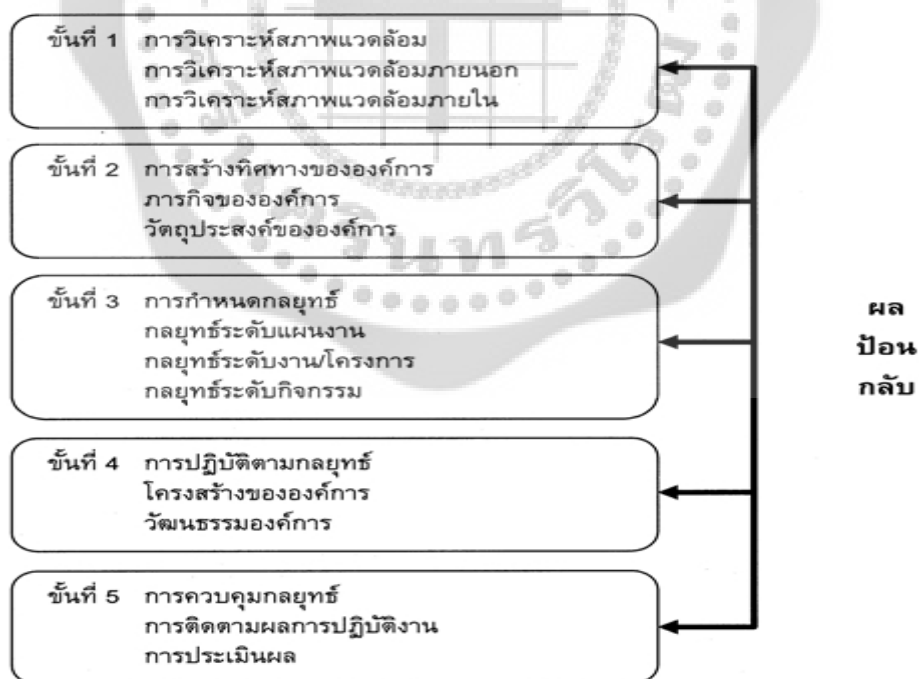 ขั้นที่ 1 การวิเคราะห์สภาพแวดล้อม
การวิเคราะห์สภาพแวดล้อมภายนอก
การวิเคราะห์สภาพแวดล้อมภายใน
ขั้นที่ 2 การสร้างทิศทางขององค์การ
ภารกิจขององค์การ
วัตถุประสงค์ขององค์การ
ขั้นที่ 3 การกำหนดกลยุทธ์
กลยุทธ์ระดับแผนงาน
กลยุทธ์ระดับงาน/โครงการ
กลยุทธ์ระดับกิจกรรม
ขั้นที่ 4 การปฏิบัติตามกลยุทธ์
โครงสร้างขององค์การ
วัฒนธรรมองค์การ
ขั้นที่ 5 การควบคุมกลยุทธ์
การติดตามผลการปฏิบัติงาน
การประเมินผล
ผล
ป้อน
กลับ